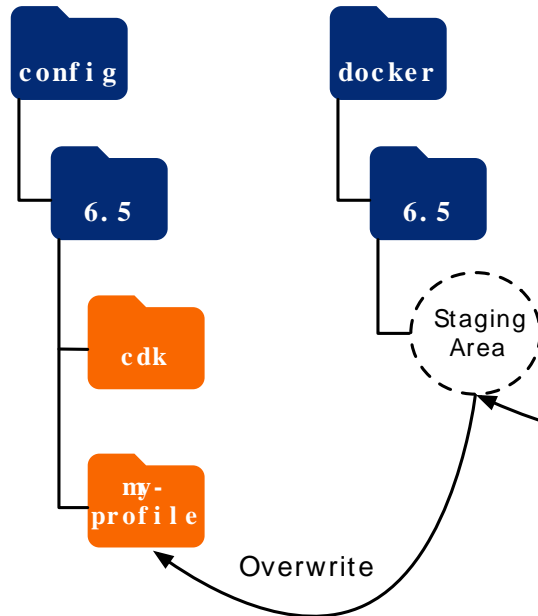 config
docker
6.5
6.5
Staging
Area
cdk
my-
profile
Overwrite